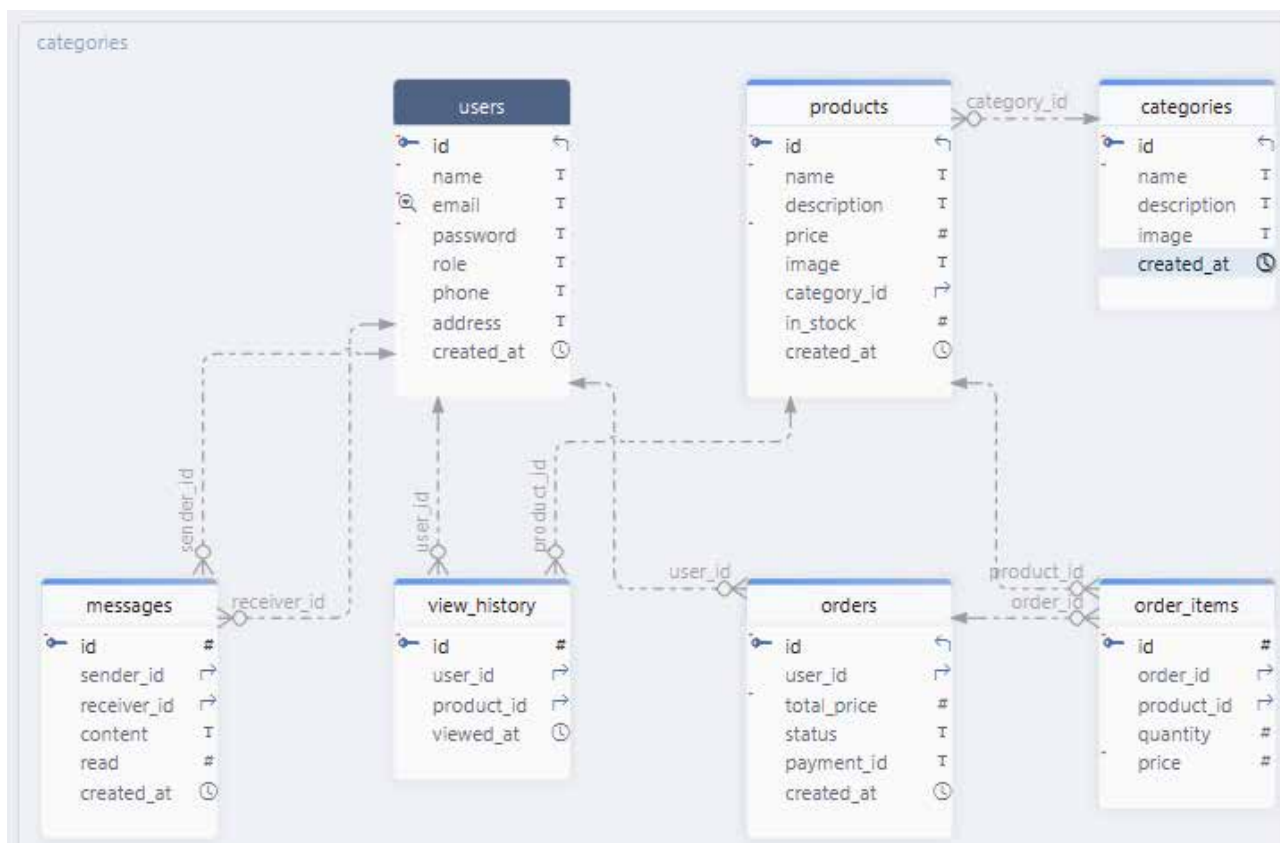 categories
users
id
name T
email T
password T
role T
phone T
address T
created_at
products
id
name T
description T
price #
image T
category_id
in_stock #
created_at
category_id
categories
id
name T
description T
image T
created_at
sender_id
receiver_id
user_id
product_id
user_id
product_id
order_id
messages
id #
sender_id
receiver_id
content T
read #
created_at
view_history
id #
user_id
product_id
viewed_at
orders
id
user_id
total_price #
status T
payment_id T
created_at
order_items
id #
order_id
product_id
quantity #
price #